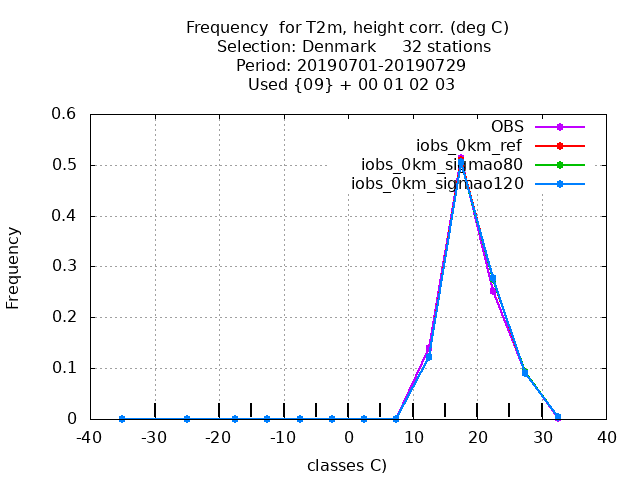 Frequency  for T2m, height corr. (deg C)
Selection: Denmark     32 stations
Period: 20190701-20190729
Used {09} + 00 01 02 03
0.6
0.5
0.4
0.3
0.2
0.1
0
Frequency
OBS
iobs_0km_ref
iobs_0km_sigmao80
iobs_0km_sigmao120
-40 -30 -20 -10 0 10 20 30 40
classes C)